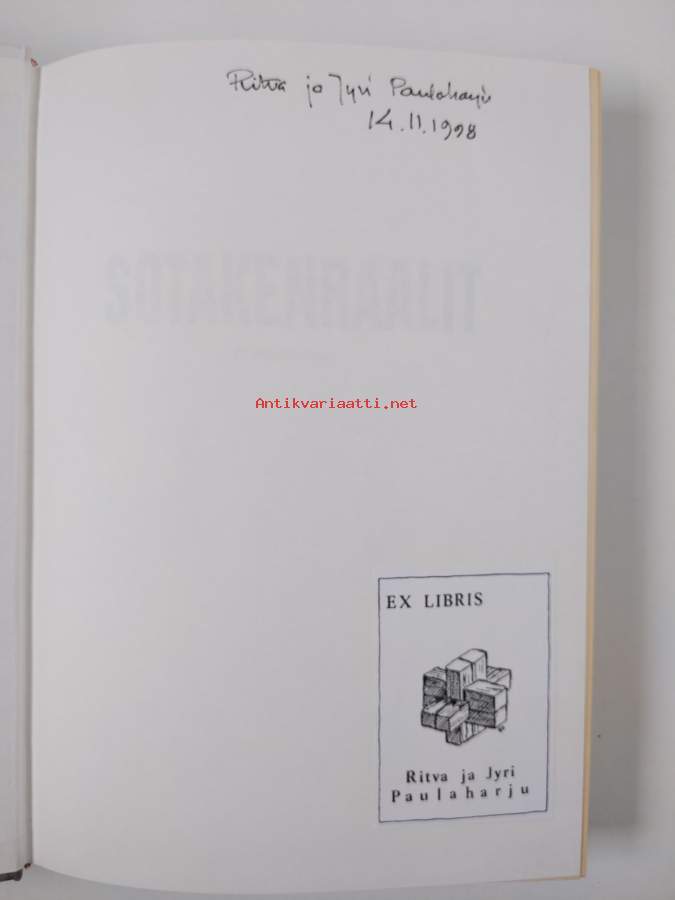 Ritva ja Jyri Paulaharju
14.11.1998
SOTAKENRAALIT
Antikvariaatti.net
EX LIBRIS
Ritva ja Jyri
Paulaharju